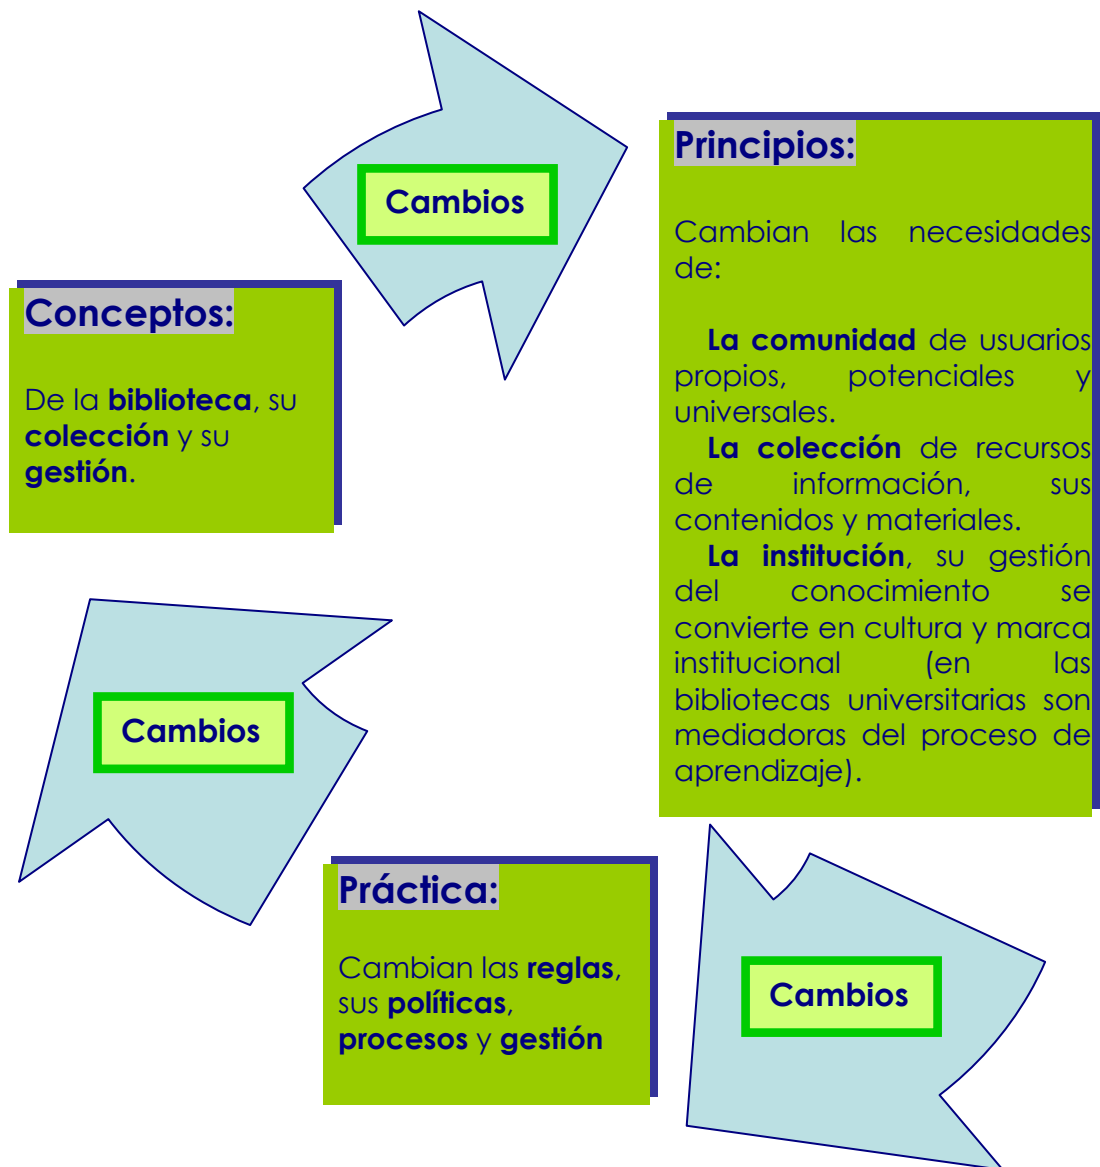 Cambios
Conceptos:
De la biblioteca, su
colección y su
gestión.
Principios:
Cambian las necesidades
de:
La comunidad de usuarios
propios, potenciales y
universales.
La colección de recursos
de información, sus
contenidos y materiales.
La institución, su gestión
del conocimiento se
convierte en cultura y marca
institucional (en las
bibliotecas universitarias son
mediadoras del proceso de
aprendizaje).
Cambios
Práctica:
Cambian las reglas,
sus políticas,
procesos y gestión
Cambios